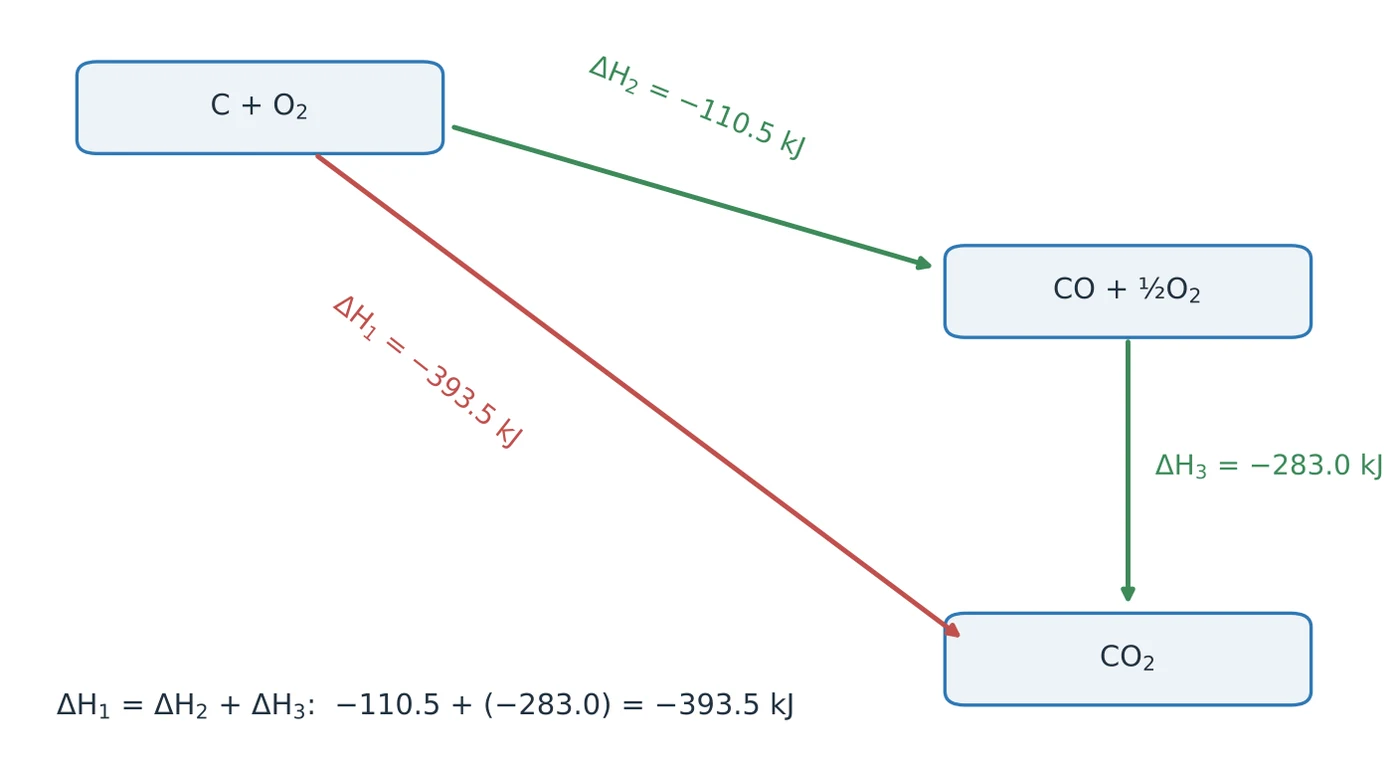 C + O₂
ΔH₂ = −110.5 kJ
CO + ½O₂
ΔH₁ = −393.5 kJ
ΔH₃ = −283.0 kJ
CO₂
ΔH₁ = ΔH₂ + ΔH₃:  −110.5 + (−283.0) = −393.5 kJ